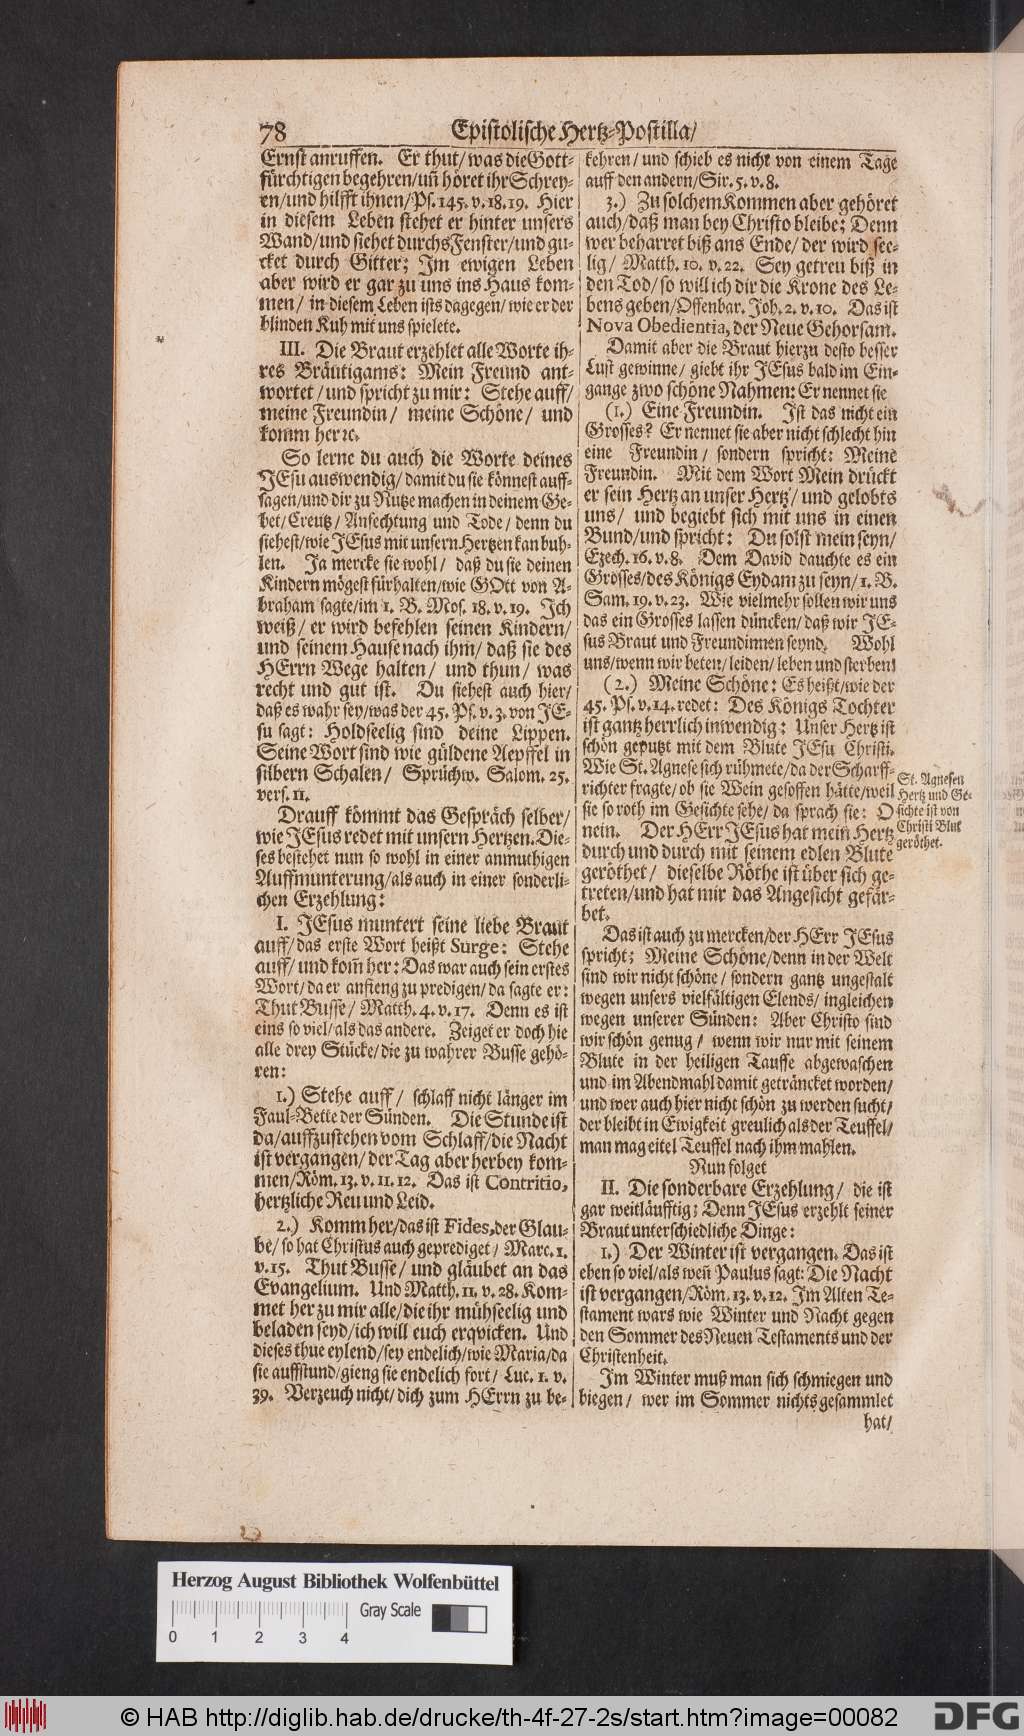 78 Epistolische Hertz-Postilla/
Ernst anruffen. Er thut/ was die Gott-
fürchtigen begehren/ uñ höret ihr Schrey-
en/ und hilfft ihnen/ Ps. 145. v. 18. 19. Hier
in diesem Leben stehet er hinter unsers
Wand/ und siehet durchs Fenster/ und gu-
cket durch Gitter; Im ewigen Leben
aber wird er gar zu uns ins Haus kom-
men/ in diesem Leben ists dagegen/ wie er der
blinden Kuh mit uns spielete.
III. Die Braut erzehlet alle Worte ih-
res Bräutigams: Mein Freund ant-
wortet/ und spricht zu mir: Stehe auff/
meine Freundin/ meine Schöne/ und
komm her ꝛc.
So lerne du auch die Worte deines
JEsu auswendig/ damit du sie könnest auff-
sagen/ und dir zu Nutze machen in deinem Ge-
bet/ Creutz/ Anfechtung und Tode/ denn du
siehest/ wie JEsus mit unsern Hertzen kan buh-
len. Ja mercke sie wohl/ daß du sie deinen
Kindern mögest fürhalten/ wie GOtt von A-
braham sagte/ im 1. B. Mos. 18. v. 19. Ich
weiß/ er wird befehlen seinen Kindern/
und seinem Hause nach ihm/ daß sie des
HErrn Wege halten/ und thun/ was
recht und gut ist. Du siehest auch hier/
daß es wahr sey/ was der 45. Ps. v. 3. von JE-
su sagt: Holdseelig sind deine Lippen.
Seine Wort sind wie güldene Aepffel in
silbern Schalen/ Sprüchw. Salom. 25.
vers. 11.
Drauff kömmt das Gespräch selber/
wie JEsus redet mit unsern Hertzen. Die-
ses bestehet nun so wohl in einer anmuthigen
Auffmunterung/ als auch in einer sonderli-
chen Erzehlung:
I. JEsus muntert seine liebe Braut
auff/ das erste Wort heißt Surge: Stehe
auff/ und kom̃ her: Das war auch sein erstes
Wort/ da er anfieng zu predigen/ da sagte er:
Thut Busse/ Matth. 4. v. 17. Denn es ist
eins so viel/ als das andere. Zeiget er doch hie
alle drey Stücke/ die zu wahrer Busse gehö-
ren:
1.) Stehe auff/ schlaff nicht länger im
Faul-Bette der Sünden. Die Stunde ist
da/ auffzustehen vom Schlaff/ die Nacht
ist vergangen/ der Tag aber herbey kom-
men/ Röm. 13. v. 11. 12. Das ist Contritio,
hertzliche Reu und Leid.
2.) Komm her/ das ist Fides, der Glau-
be/ so hat Christus auch geprediget/ Marc. 1.
v. 15. Thut Busse/ und gläubet an das
Evangelium. Und Matth. 11. v. 28. Kom-
met her zu mir alle/ die ihr mühseelig und
beladen seyd/ ich will euch erqvicken. Und
dieses thue eylend/ sey endelich/ wie Maria/ da
sie auffstund/ gieng sie endelich fort/ Luc. 1. v.
39. Verzeuch nicht/ dich zum HErrn zu be-
kehren/ und schieb es nicht von einem Tage
auff den andern/ Sir. 5. v. 8.
3.) Zu solchem Kommen aber gehöret
auch/ daß man bey Christo bleibe; Denn
wer beharret biß ans Ende/ der wird see-
lig/ Matth. 10. v. 22. Sey getreu biß in
den Tod/ so will ich dir die Krone des Le-
bens geben/ Offenbar. Joh. 2. v. 10. Das ist
Nova Obedientia, der Neue Gehorsam.
Damit aber die Braut hierzu desto besser
Lust gewinne/ giebt ihr JEsus bald im Ein-
gange zwo schöne Nahmen: Er nennet sie
(1.) Eine Freundin. Ist das nicht ein
Grosses? Er nennet sie aber nicht schlecht hin
eine Freundin/ sondern spricht: Meine
Freundin. Mit dem Wort Mein drückt
er sein Hertz an unser Hertz/ und gelobts
uns/ und begiebt sich mit uns in einen
Bund/ und spricht: Du solst mein seyn/
Ezech. 16. v. 8. Dem David dauchte es ein
Grosses/ des Königs Eydam zu seyn/ 1. B.
Sam. 19. v. 23. Wie vielmehr sollen wir uns
das ein Grosses lassen düncken/ daß wir JE-
sus Braut und Freundinnen seynd. Wohl
uns/ wenn wir beten/ leiden/ leben und sterben!
(2.) Meine Schöne: Es heißt/ wie der
45. Ps. v. 14. redet: Des Königs Tochter
ist gantz herrlich inwendig; Unser Hertz ist
schön geputzt mit dem Blute JEsu Christi.
Wie St. Agnese sich rühmete/ da der Scharff-
richter fragte/ ob sie Wein gesoffen hätte/ weil
sie so roth im Gesichte sehe/ da sprach sie: O
nein. Der HErr JEsus hat mein Hertz
durch und durch mit seinem edlen Blute
geröthet/ dieselbe Röthe ist über sich ge-
treten/ und hat mir das Angesicht gefär-
bet.
St. Agnesen
Hertz und Ge-
sichte ist von
Christi Blut
geröthet.
Das ist auch zu mercken/ der HErr JEsus
spricht; Meine Schöne/ denn in der Welt
sind wir nicht schöne/ sondern gantz ungestalt
wegen unsers vielfältigen Elends/ ingleichen
wegen unserer Sünden: Aber Christo sind
wir schön genug/ wenn wir nur mit seinem
Blute in der heiligen Tauffe abgewaschen
und im Abendmahl damit geträncket worden/
und wer auch hier nicht schön zu werden sucht/
der bleibt in Ewigkeit greulich als der Teuffel/
man mag eitel Teuffel nach ihm mahlen.
Nun folget
II. Die sonderbare Erzehlung/ die ist
gar weitläufftig; Denn JEsus erzehlt seiner
Braut unterschiedliche Dinge:
1.) Der Winter ist vergangen. Das ist
eben so viel/ als weñ Paulus sagt: Die Nacht
ist vergangen/ Röm. 13. v. 12. Im Alten Te-
stament wars wie Winter und Nacht gegen
den Sommer des Neuen Testaments und der
Christenheit.
Im Winter muß man sich schmiegen und
biegen/ wer im Sommer nichts gesammlet
hat/
Herzog August Bibliothek Wolfenbüttel
Gray Scale
0 1 2 3 4
© HAB http://diglib.hab.de/drucke/th-4f-27-2s/start.htm?image=00082
DFG